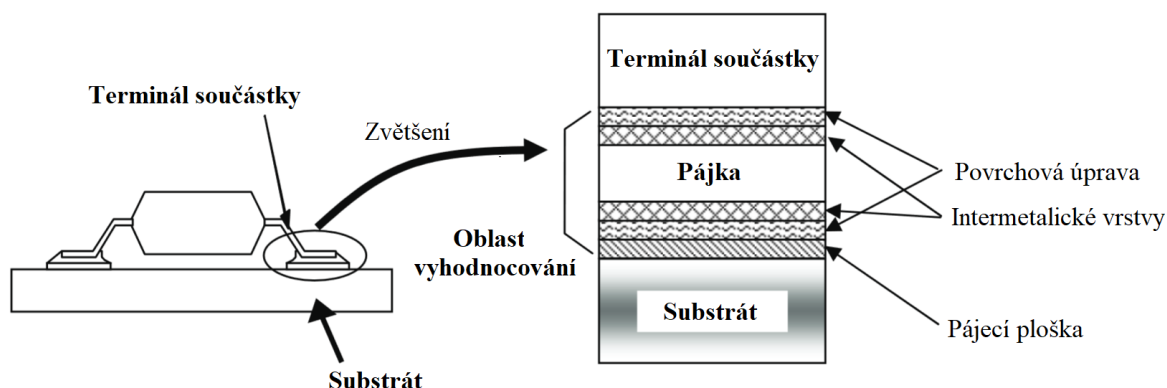 Terminál součástky
Zvětšení
Oblast
vyhodnocování
Substrát
Terminál součástky
Pájka
Substrát
Povrchová úprava
Intermetalické vrstvy
Pájecí ploška